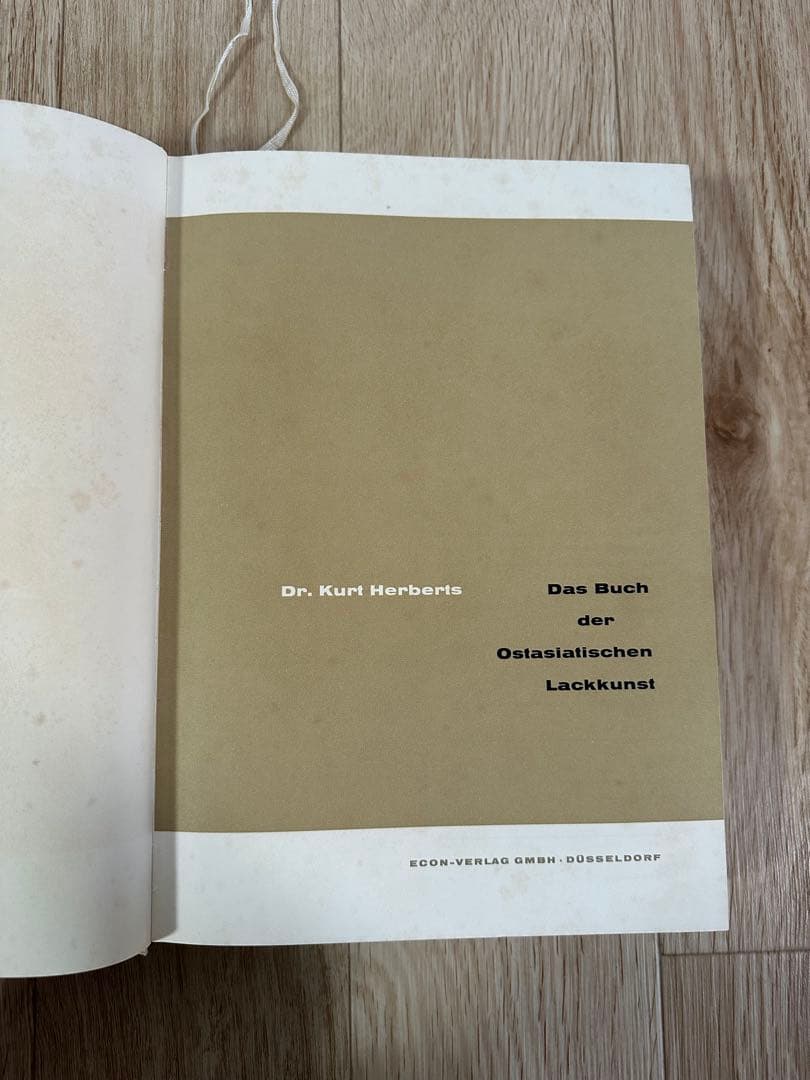 Dr. Kurt Herberts
Das Buch
der
Ostasiatischen
Lackkunst
ECON-VERLAG GMBH · DÜSSELDORF